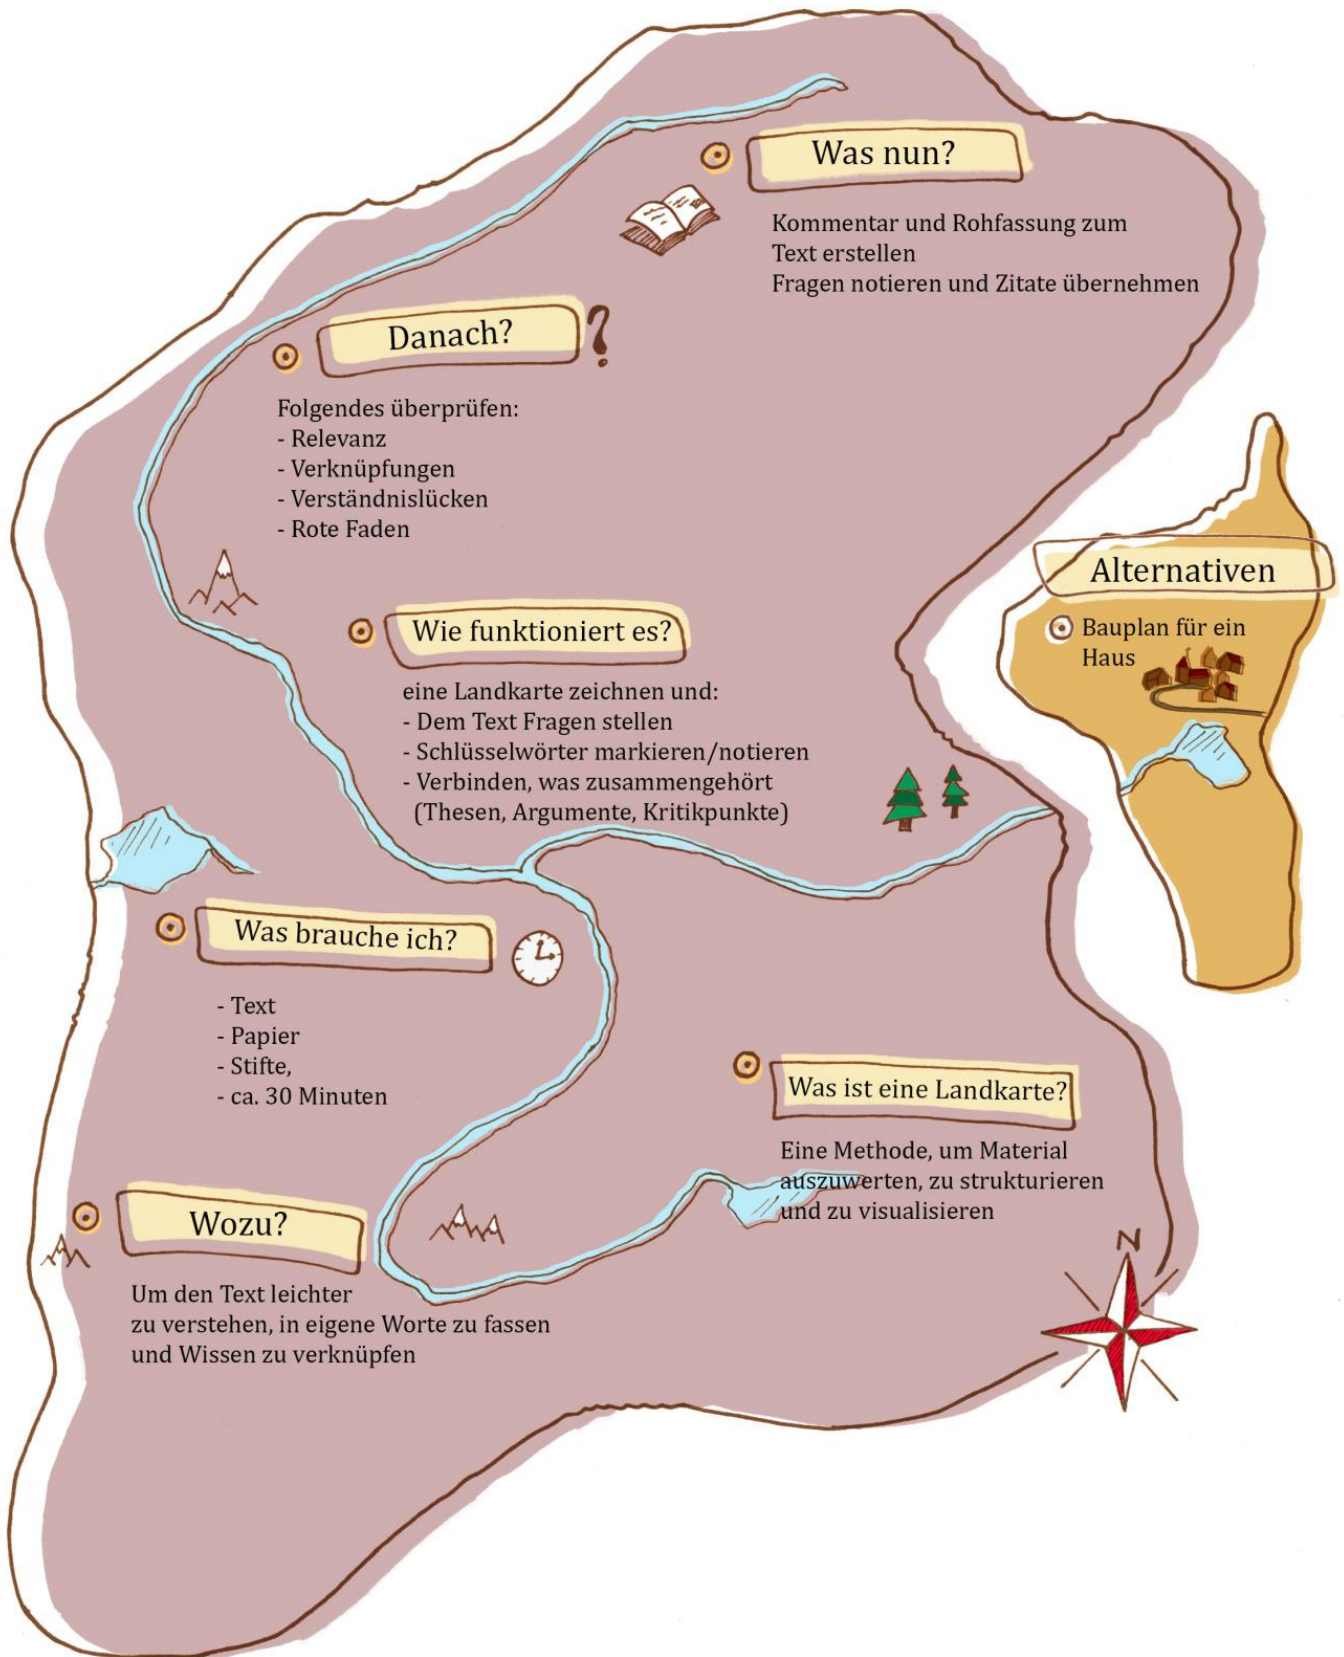 Was nun?
Kommentar und Rohfassung zum
Text erstellen
Fragen notieren und Zitate übernehmen
Danach?
?
Folgendes überprüfen:
- Relevanz
- Verknüpfungen
- Verständnislücken
- Rote Faden
Alternativen
Bauplan für ein
Haus
Wie funktioniert es?
eine Landkarte zeichnen und:
- Dem Text Fragen stellen
- Schlüsselwörter markieren/notieren
- Verbinden, was zusammengehört
(Thesen, Argumente, Kritikpunkte)
Was brauche ich?
- Text
- Papier
- Stifte,
- ca. 30 Minuten
Was ist eine Landkarte?
Eine Methode, um Material
auszuwerten, zu strukturieren
und zu visualisieren
Wozu?
Um den Text leichter
zu verstehen, in eigene Worte zu fassen
und Wissen zu verknüpfen
N